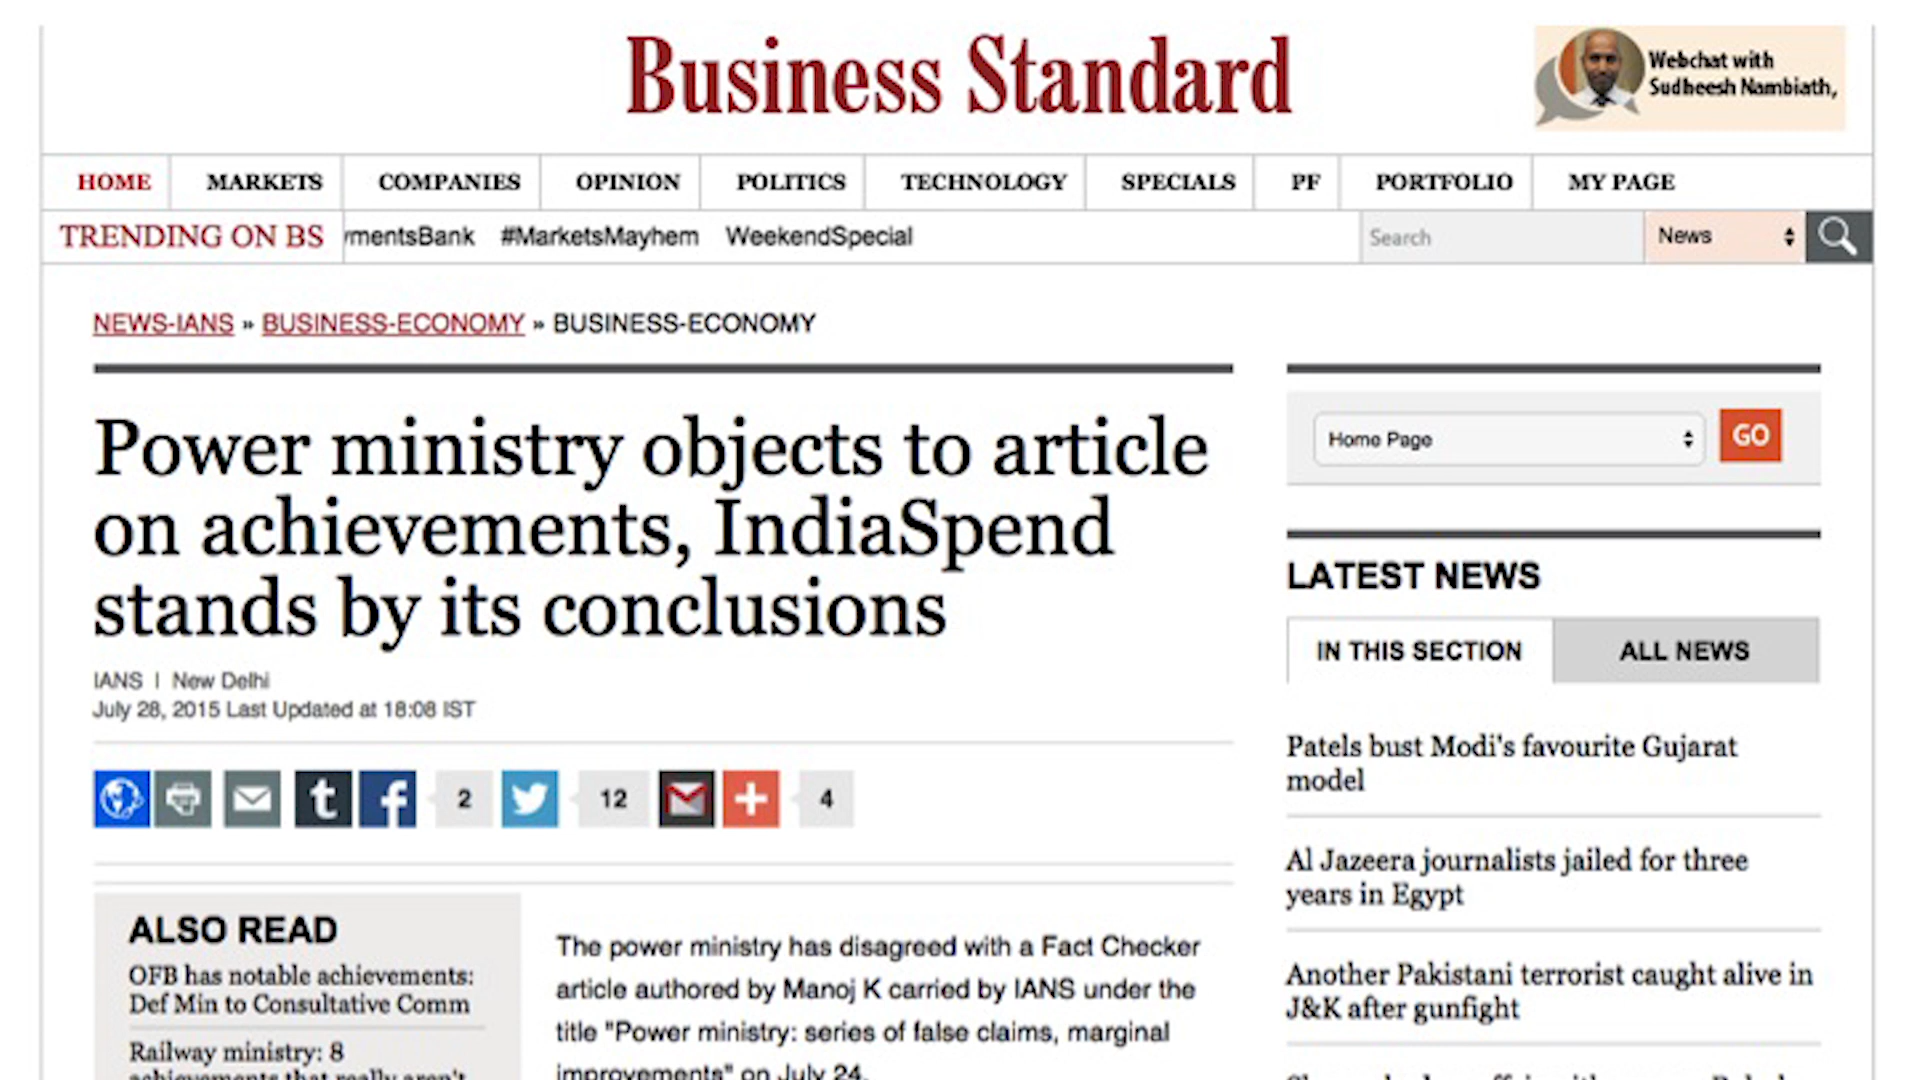 Business Standard
Webchat with
Sudheesh Nambiath,
HOME MARKETS COMPANIES OPINION POLITICS TECHNOLOGY SPECIALS PF PORTFOLIO MY PAGE
TRENDING ON BS mentsBank #MarketsMayhem WeekendSpecial Search News
NEWS-IANS » BUSINESS-ECONOMY » BUSINESS-ECONOMY
Power ministry objects to article
on achievements, IndiaSpend
stands by its conclusions
IANS | New Delhi
July 28, 2015 Last Updated at 18:08 IST
t f 2 12 4
ALSO READ
OFB has notable achievements:
Def Min to Consultative Comm
Railway ministry: 8
achievements that really aren't
The power ministry has disagreed with a Fact Checker
article authored by Manoj K carried by IANS under the
title "Power ministry: series of false claims, marginal
improvements" on July 24.
Home Page GO
LATEST NEWS
IN THIS SECTION ALL NEWS
Patels bust Modi's favourite Gujarat
model
Al Jazeera journalists jailed for three
years in Egypt
Another Pakistani terrorist caught alive in
J&K after gunfight